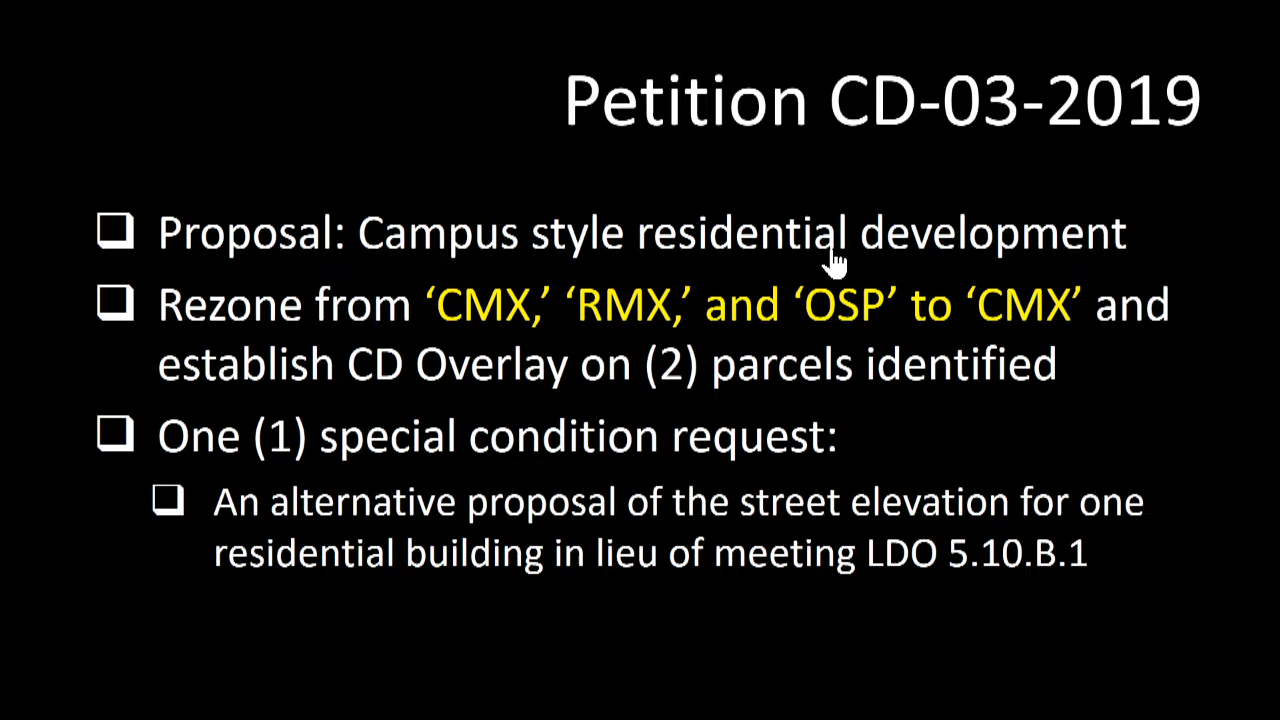 Petition CD-03-2019
Proposal: Campus style residential development
Rezone from ‘CMX,’ ‘RMX,’ and ‘OSP’ to ‘CMX’ and
establish CD Overlay on (2) parcels identified
One (1) special condition request:
An alternative proposal of the street elevation for one
residential building in lieu of meeting LDO 5.10.B.1